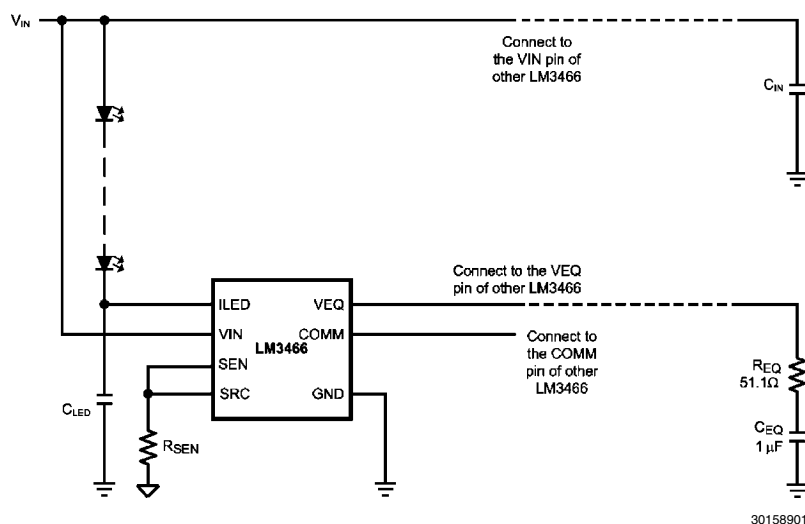 VIN
Connect to
the VIN pin of
other LM3466
CIN
Connect to the VEQ
pin of other LM3466
ILED
VEQ
VIN
COMM
LM3466
SEN
SRC
GND
Connect to
the COMM
pin of other
LM3466
REQ
51.1Ω
CLED
RSEN
CEQ
1 μF
30158901